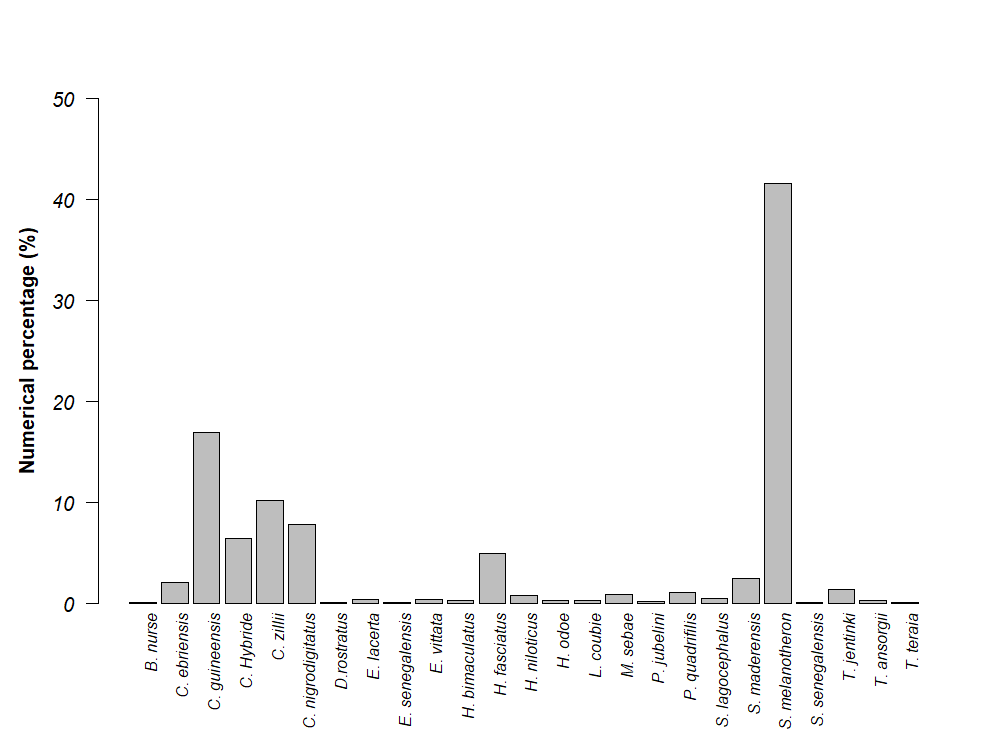 Numerical percentage (%)
50
40
30
20
10
0
B. nurse
C. ebriensis
C. guineensis
C. Hybride
C. zillii
C. nigrodigitatus
D.rostratus
E. lacerta
E. senegalensis
E. vittata
H. bimaculatus
H. fasciatus
H. niloticus
H. odoe
L. coubie
M. sebae
P. jubelini
P. quadrifilis
S. lagocephalus
S. maderensis
S. melanotheron
S. senegalensis
T. jentinki
T. ansorgii
T. teraia